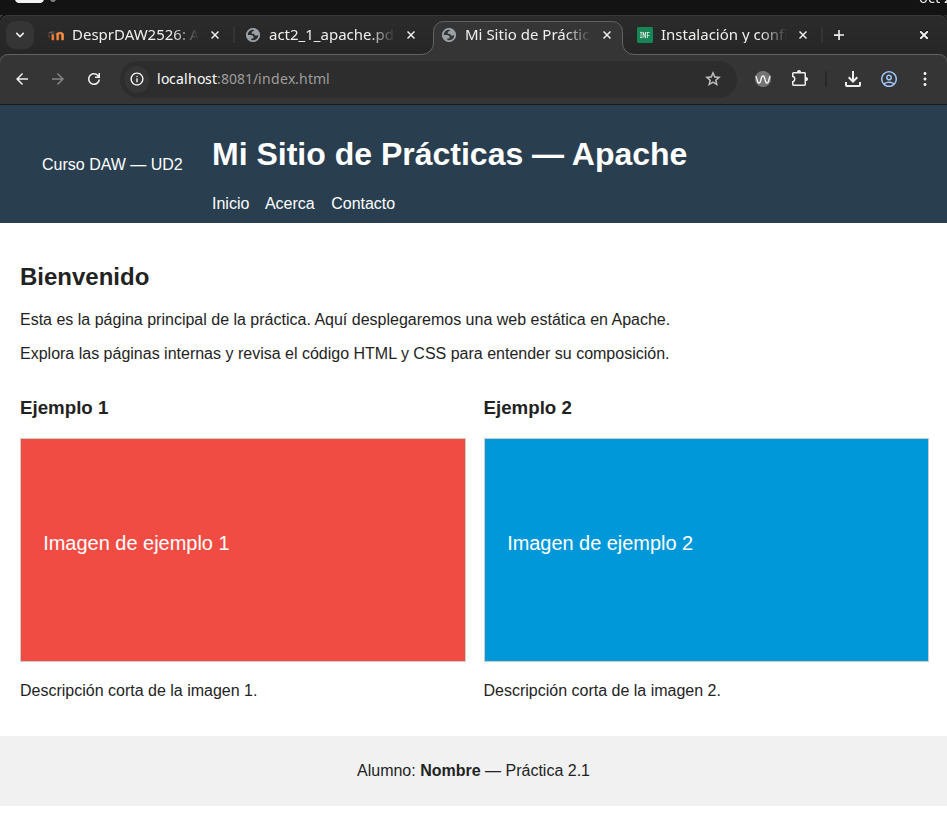 DesprDAW2526: A
act2_1_apache.pd
Mi Sitio de Práctic
INF
Instalación y conf
localhost:8081/index.html
Curso DAW — UD2
Mi Sitio de Prácticas — Apache
Inicio Acerca Contacto
Bienvenido
Esta es la página principal de la práctica. Aquí desplegaremos una web estática en Apache.
Explora las páginas internas y revisa el código HTML y CSS para entender su composición.
Ejemplo 1
Imagen de ejemplo 1
Descripción corta de la imagen 1.
Ejemplo 2
Imagen de ejemplo 2
Descripción corta de la imagen 2.
Alumno: Nombre — Práctica 2.1